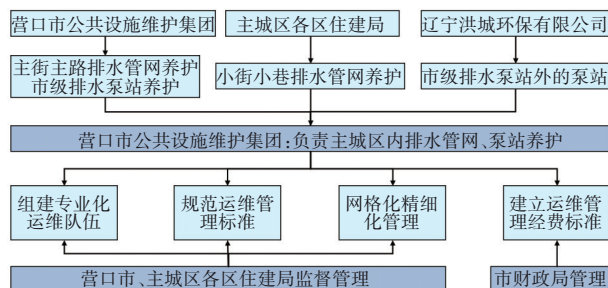 营口市公共设施维护集团
主城区各区住建局
辽宁洪城环保有限公司
主街主路排水管网养护
市级排水泵站养护
小街小巷排水管网养护
市级排水泵站外的泵站
营口市公共设施维护集团:负责主城区内排水管网、泵站养护
组建专业化
运维队伍
规范运维管
理标准
网格化精细
化管理
建立运维管
理经费标准
营口市、主城区各区住建局监督管理
市财政局管理